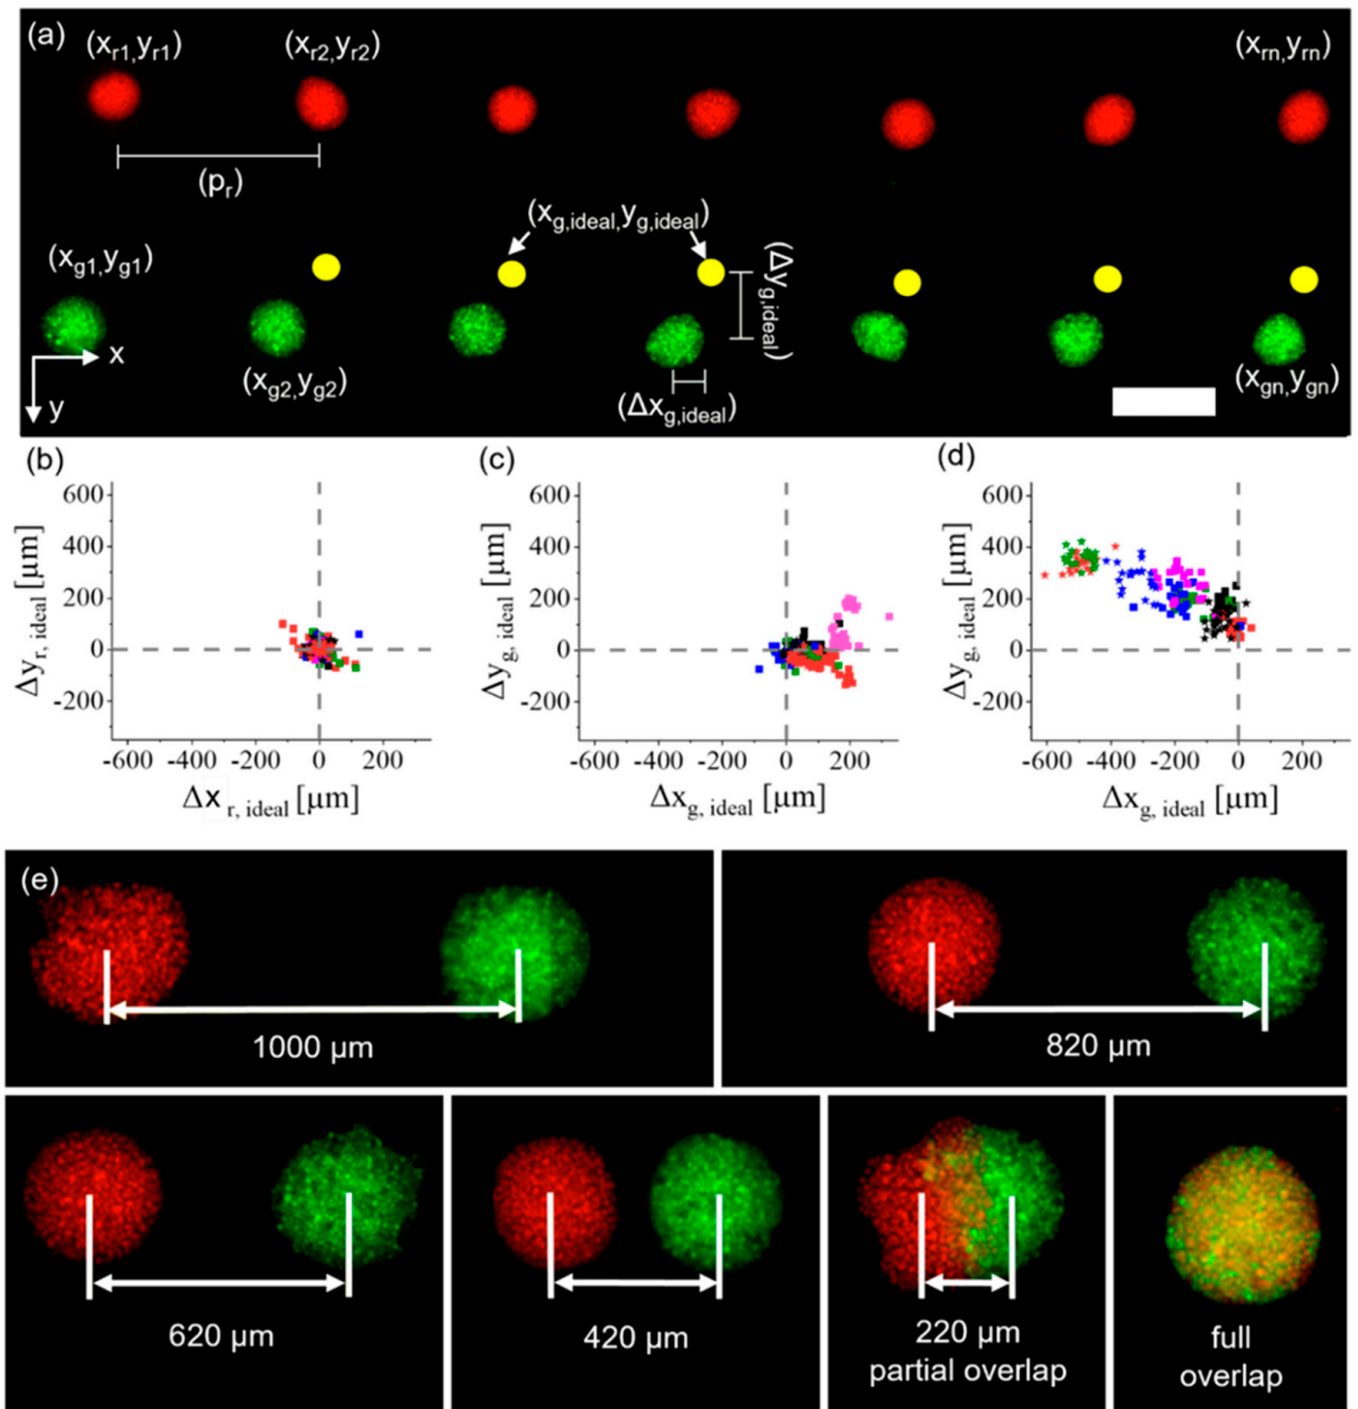 (a)
(xr1,yr1) (xr2,yr2) (xrn,yrn)
(pr)
(xg,ideal,yg,ideal)
(xg1,yg1)
(Δyg,ideal)
x
(xg2,yg2) (xgn,ygn)
y
(Δxg,ideal)
(b)
600
400
200
0
-200
Δyr, ideal [μm]
-600 -400 -200 0 200
Δxr, ideal [μm]
(c)
600
400
200
0
-200
Δyg, ideal [μm]
-600 -400 -200 0 200
Δxg, ideal [μm]
(d)
600
400
200
0
-200
Δyg, ideal [μm]
-600 -400 -200 0 200
Δxg, ideal [μm]
(e)
1000 μm
820 μm
620 μm
420 μm
220 μm
partial overlap
full
overlap